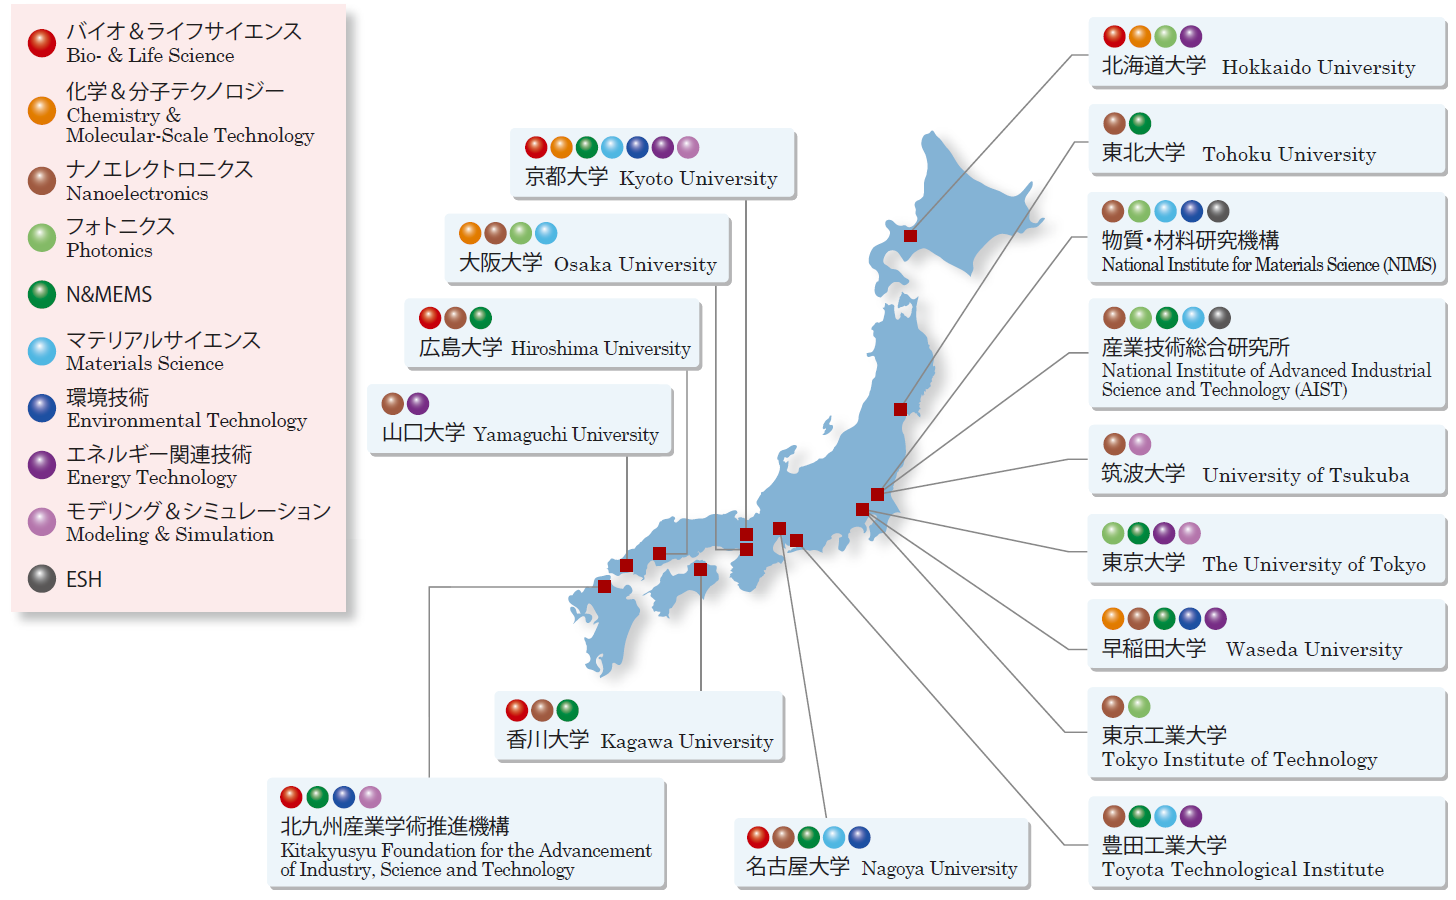 バイオ＆ライフサイエンス
Bio- & Life Science
化学＆分子テクノロジー
Chemistry &
Molecular-Scale Technology
ナノエレクトロニクス
Nanoelectronics
フォトニクス
Photonics
N&MEMS
マテリアルサイエンス
Materials Science
環境技術
Environmental Technology
エネルギー関連技術
Energy Technology
モデリング＆シミュレーション
Modeling & Simulation
ESH
京都大学 Kyoto University
大阪大学 Osaka University
広島大学 Hiroshima University
山口大学 Yamaguchi University
香川大学 Kagawa University
北九州産業学術推進機構
Kitakyusyu Foundation for the Advancement
of Industry, Science and Technology
名古屋大学 Nagoya University
北海道大学 Hokkaido University
東北大学 Tohoku University
物質・材料研究機構
National Institute for Materials Science (NIMS)
産業技術総合研究所
National Institute of Advanced Industrial
Science and Technology (AIST)
筑波大学 University of Tsukuba
東京大学 The University of Tokyo
早稲田大学 Waseda University
東京工業大学
Tokyo Institute of Technology
豊田工業大学
Toyota Technological Institute